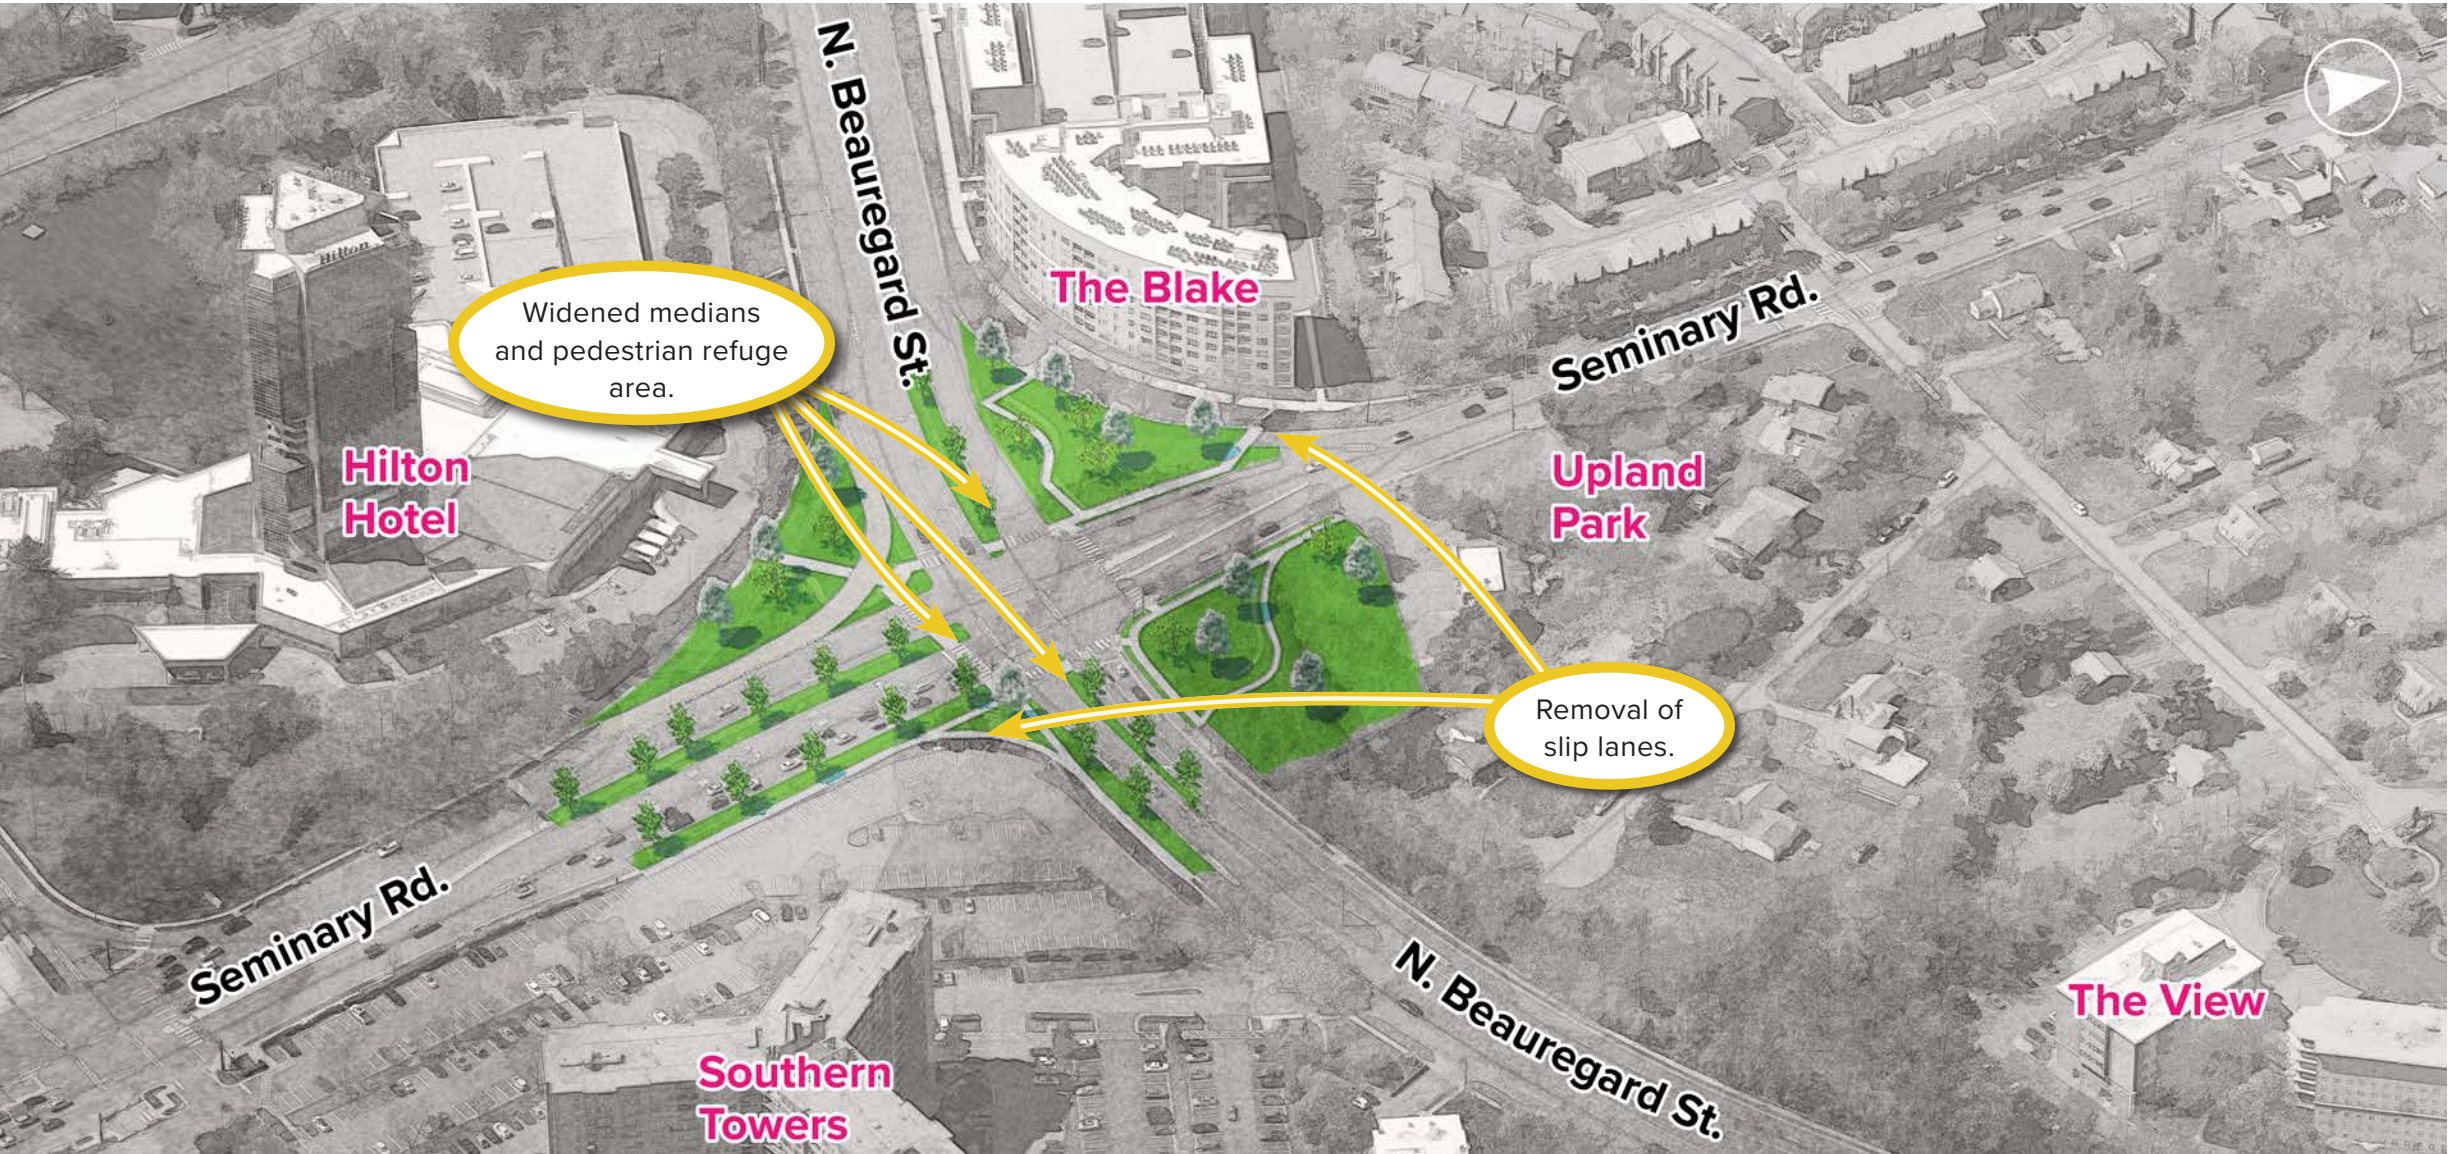 N. Beauregard St.
Hilton
The Blake
Widened medians
and pedestrian refuge
area.
Seminary Rd.
Hilton
Hotel
Upland
Park
Removal of
slip lanes.
Seminary Rd.
N. Beauregard St.
The View
Southern
Towers